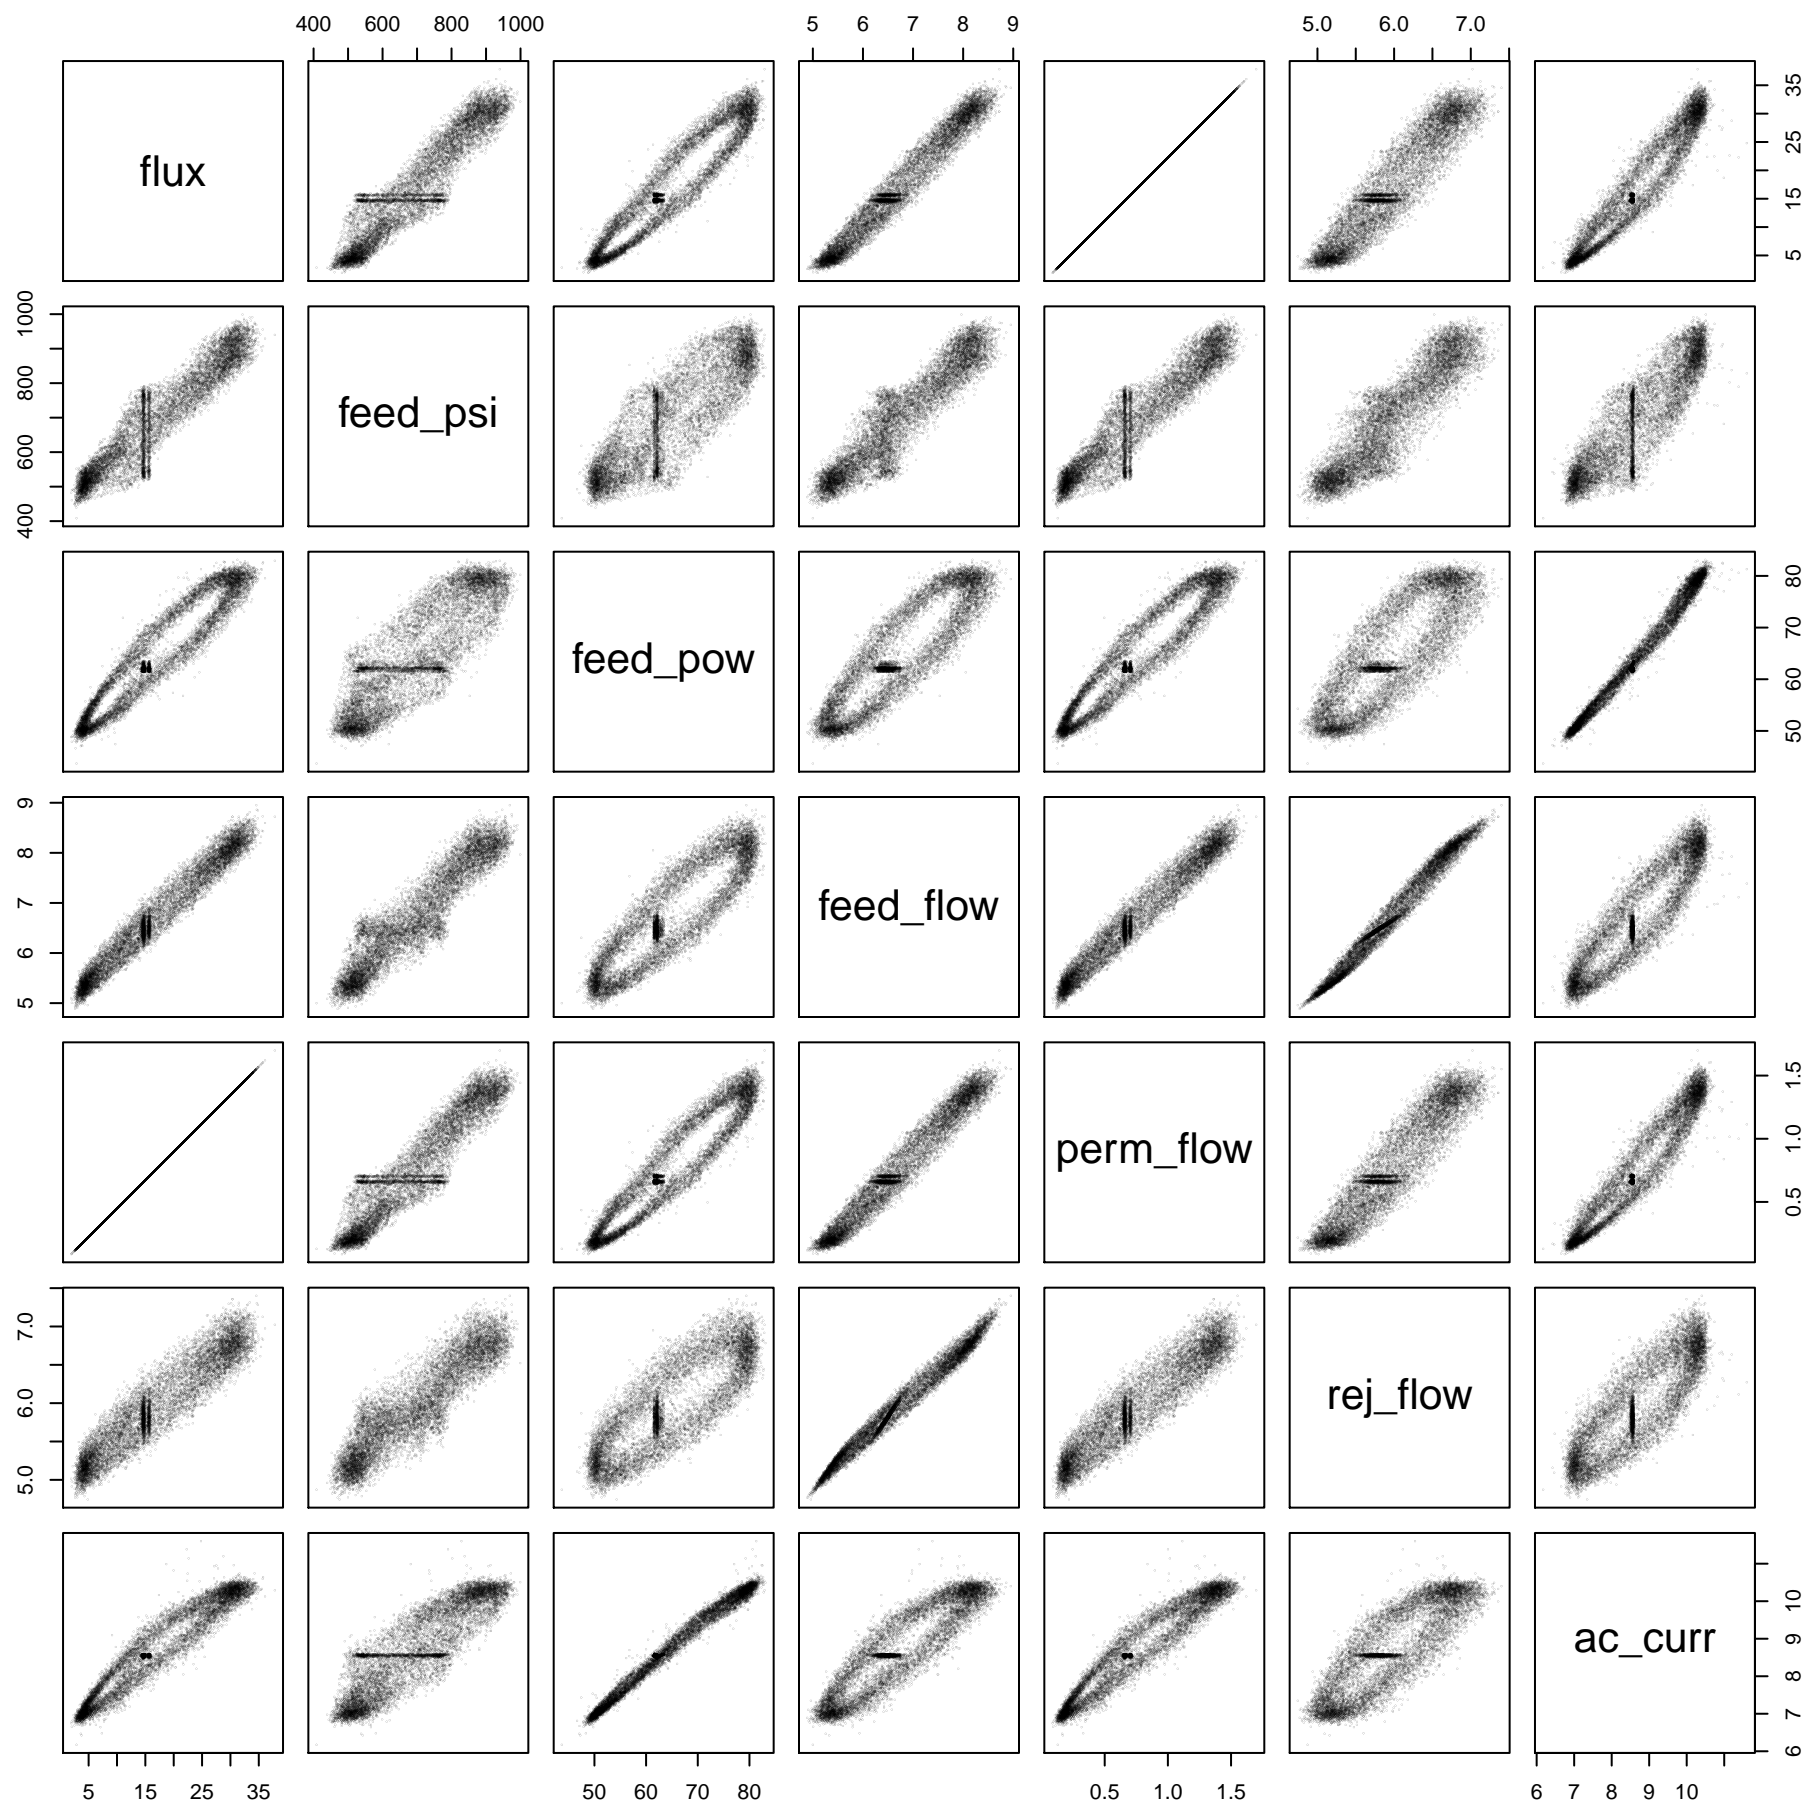 400 600 800 1000 5 6 7 8 9 5.0 6.0 7.0
flux
5 15 25 35
400 600 800 1000
feed_psi
feed_pow
50 60 70 80
5 6 7 8 9
feed_flow
perm_flow
0.5 1.0 1.5
5.0 6.0 7.0
rej_flow
ac_curr
6 7 8 9 10
5 15 25 35 50 60 70 80 0.5 1.0 1.5 6 7 8 9 10